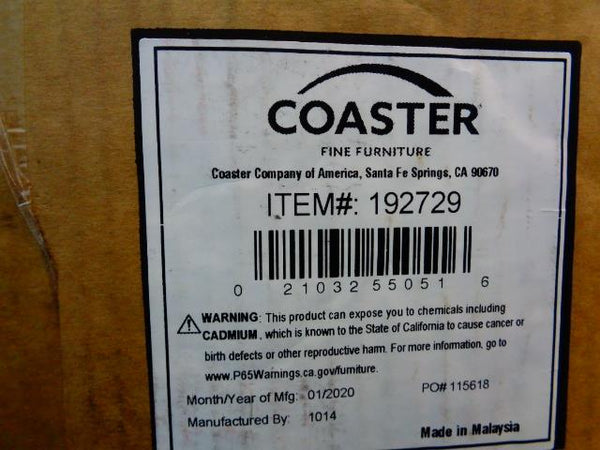 COASTER
FINE FURNITURE
Coaster Company of America, Santa Fe Springs, CA 90670
ITEM#: 192729
0 21032 55051 6
WARNING: This product can expose you to chemicals including
CADMIUM, which is known to the State of California to cause cancer or
birth defects or other reproductive harm. For more information, go to
www.P65Warnings.ca.gov/furniture.
Month/Year of Mfg: 01/2020 PO# 115618
Manufactured By: 1014
Made in Malaysia